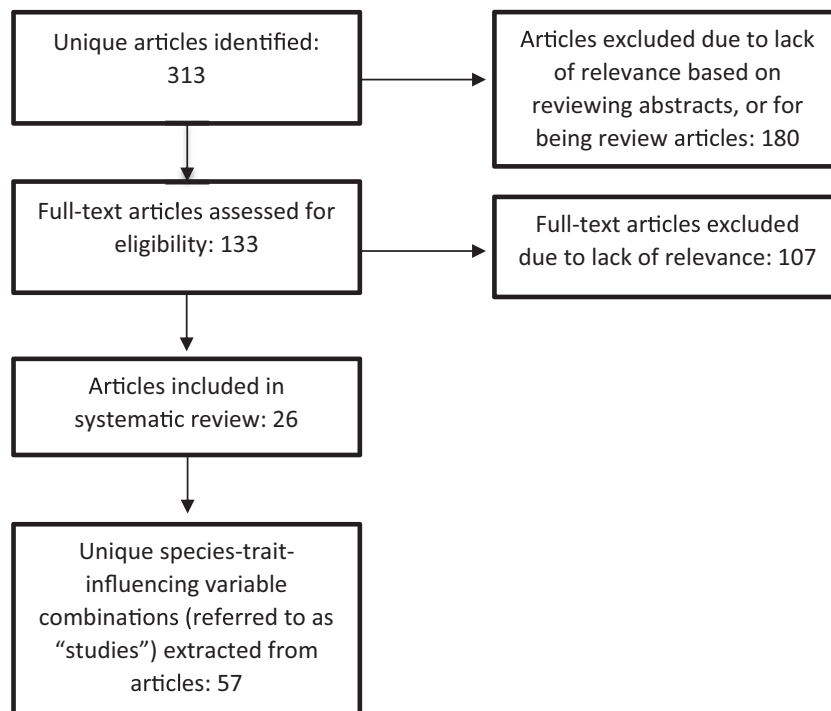 Unique articles identified:
313
Articles excluded due to lack
of relevance based on
reviewing abstracts, or for
being review articles: 180
Full-text articles assessed for
eligibility: 133
Full-text articles excluded
due to lack of relevance: 107
Articles included in
systematic review: 26
Unique species-trait-
influencing variable
combinations (referred to as
“studies”) extracted from
articles: 57